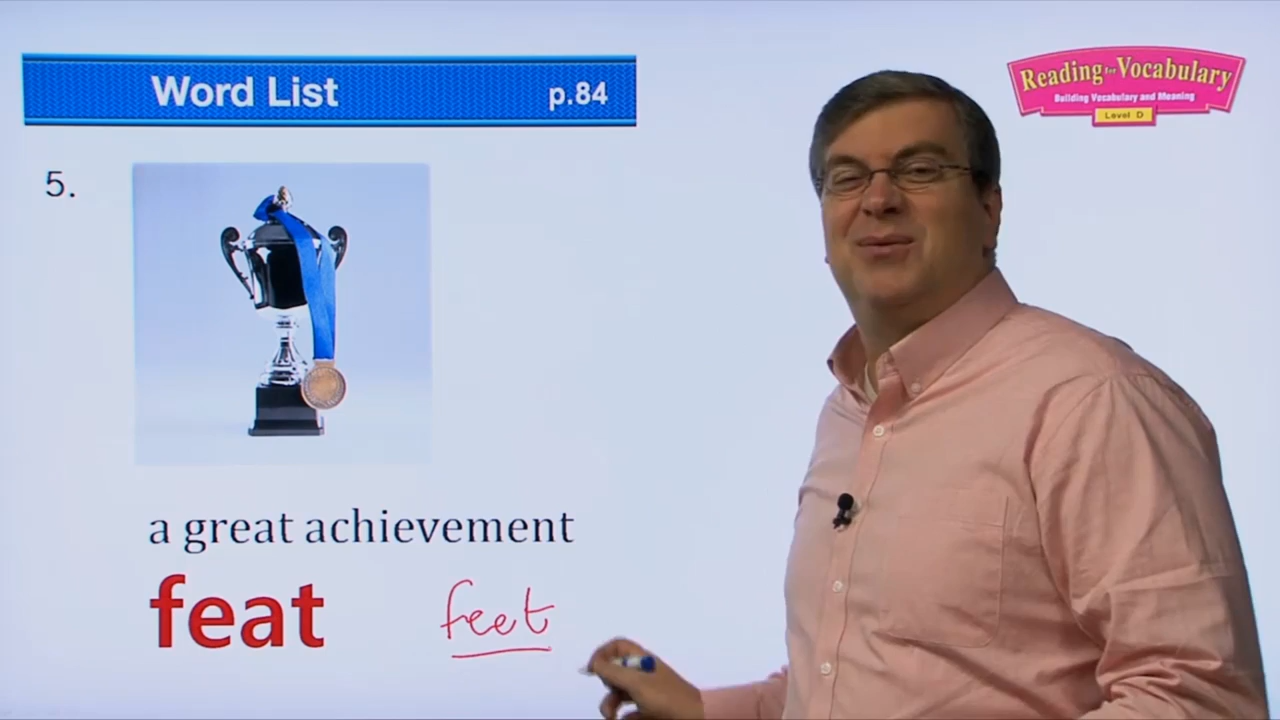 Word List p.84
Reading for Vocabulary
Building Vocabulary and Meaning
Level D
5.
a great achievement
feat feet